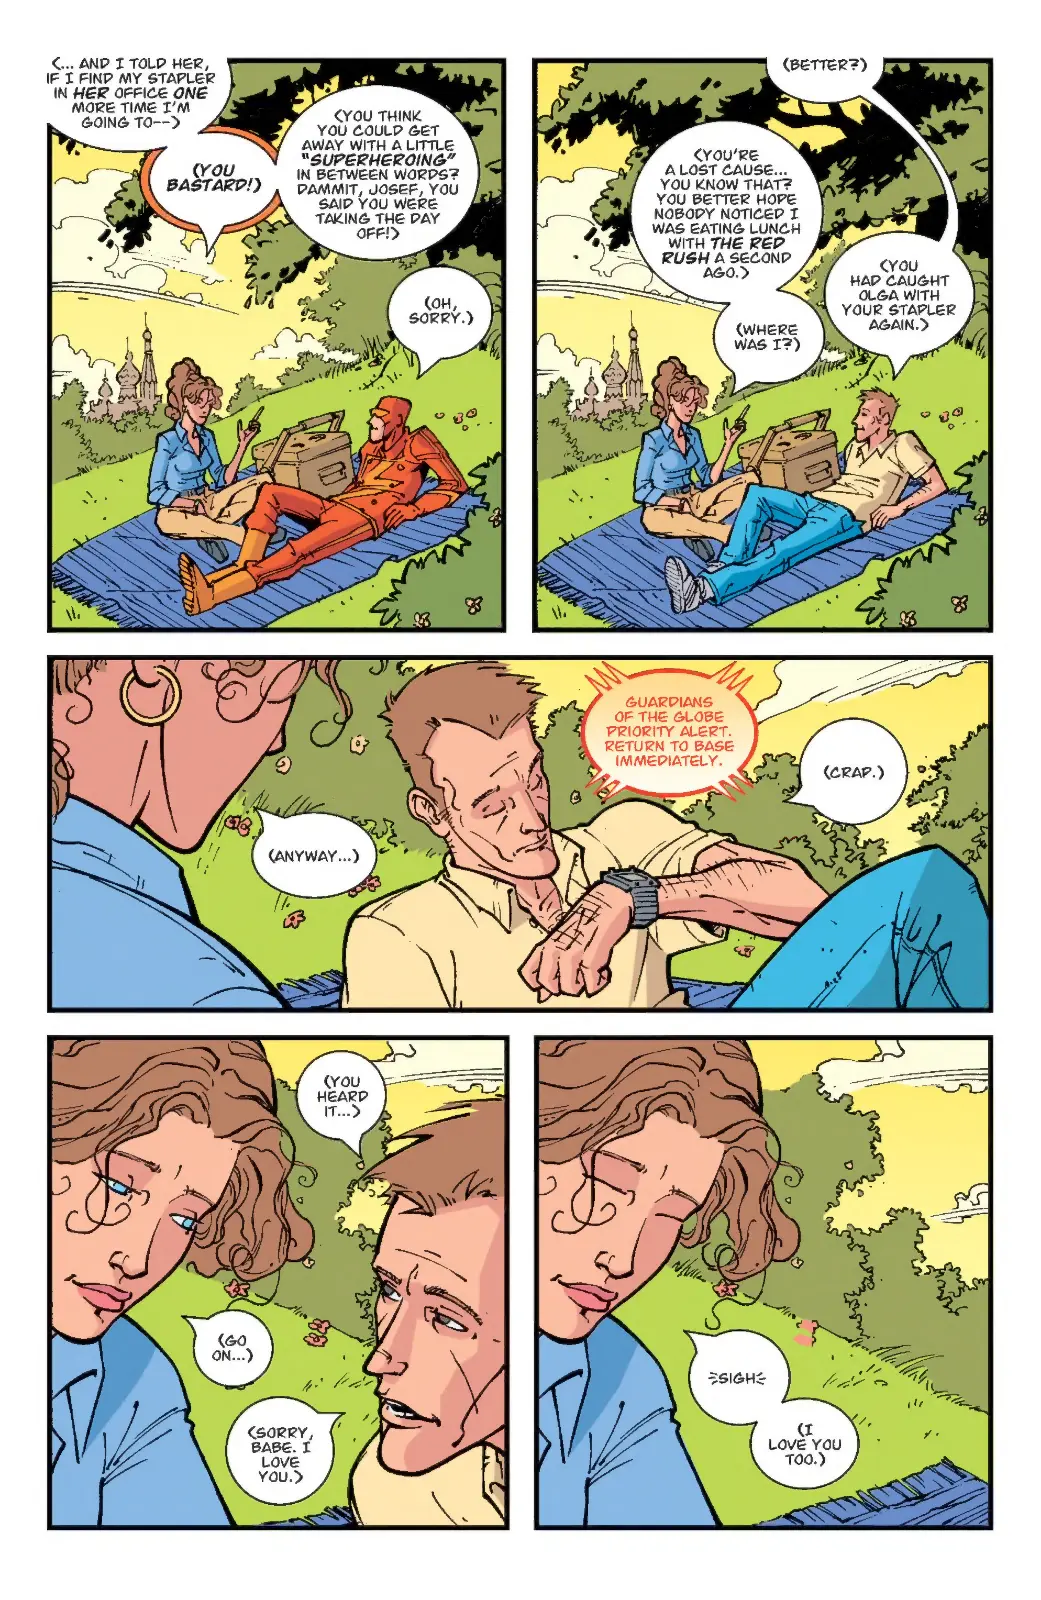 (... AND I TOLD HER,
IF I FIND MY STAPLER
IN HER OFFICE ONE
MORE TIME I'M
GOING TO--)
(YOU
BASTARD!)
(YOU THINK
YOU COULD GET
AWAY WITH A LITTLE
"SUPERHEROING"
IN BETWEEN WORDS?
DAMMIT, JOSEF, YOU
SAID YOU WERE
TAKING THE DAY
OFF!)
(OH,
SORRY.)
(BETTER?)
(YOU'RE
A LOST CAUSE...
YOU KNOW THAT?
YOU BETTER HOPE
NOBODY NOTICED I
WAS EATING LUNCH
WITH THE RED
RUSH A SECOND
AGO.)
(WHERE
WAS I?)
(YOU
HAD CAUGHT
OLGA WITH
YOUR STAPLER
AGAIN.)
(ANYWAY...)
GUARDIANS
OF THE GLOBE
PRIORITY ALERT.
RETURN TO BASE
IMMEDIATELY.
(CRAP.)
(YOU
HEARD
IT...)
(GO
ON...)
(SORRY,
BABE. I
LOVE
YOU.)
SIGH
(I
LOVE YOU
TOO.)